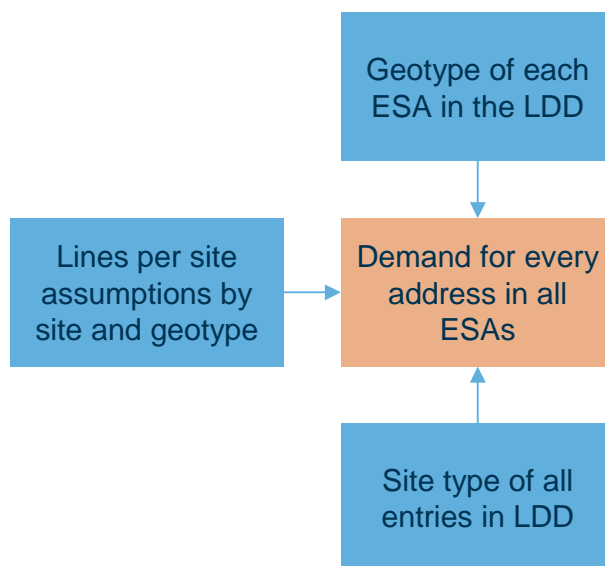 Geotype of each
ESA in the LDD
Lines per site
assumptions by
site and geotype
Demand for every
address in all
ESAs
Site type of all
entries in LDD